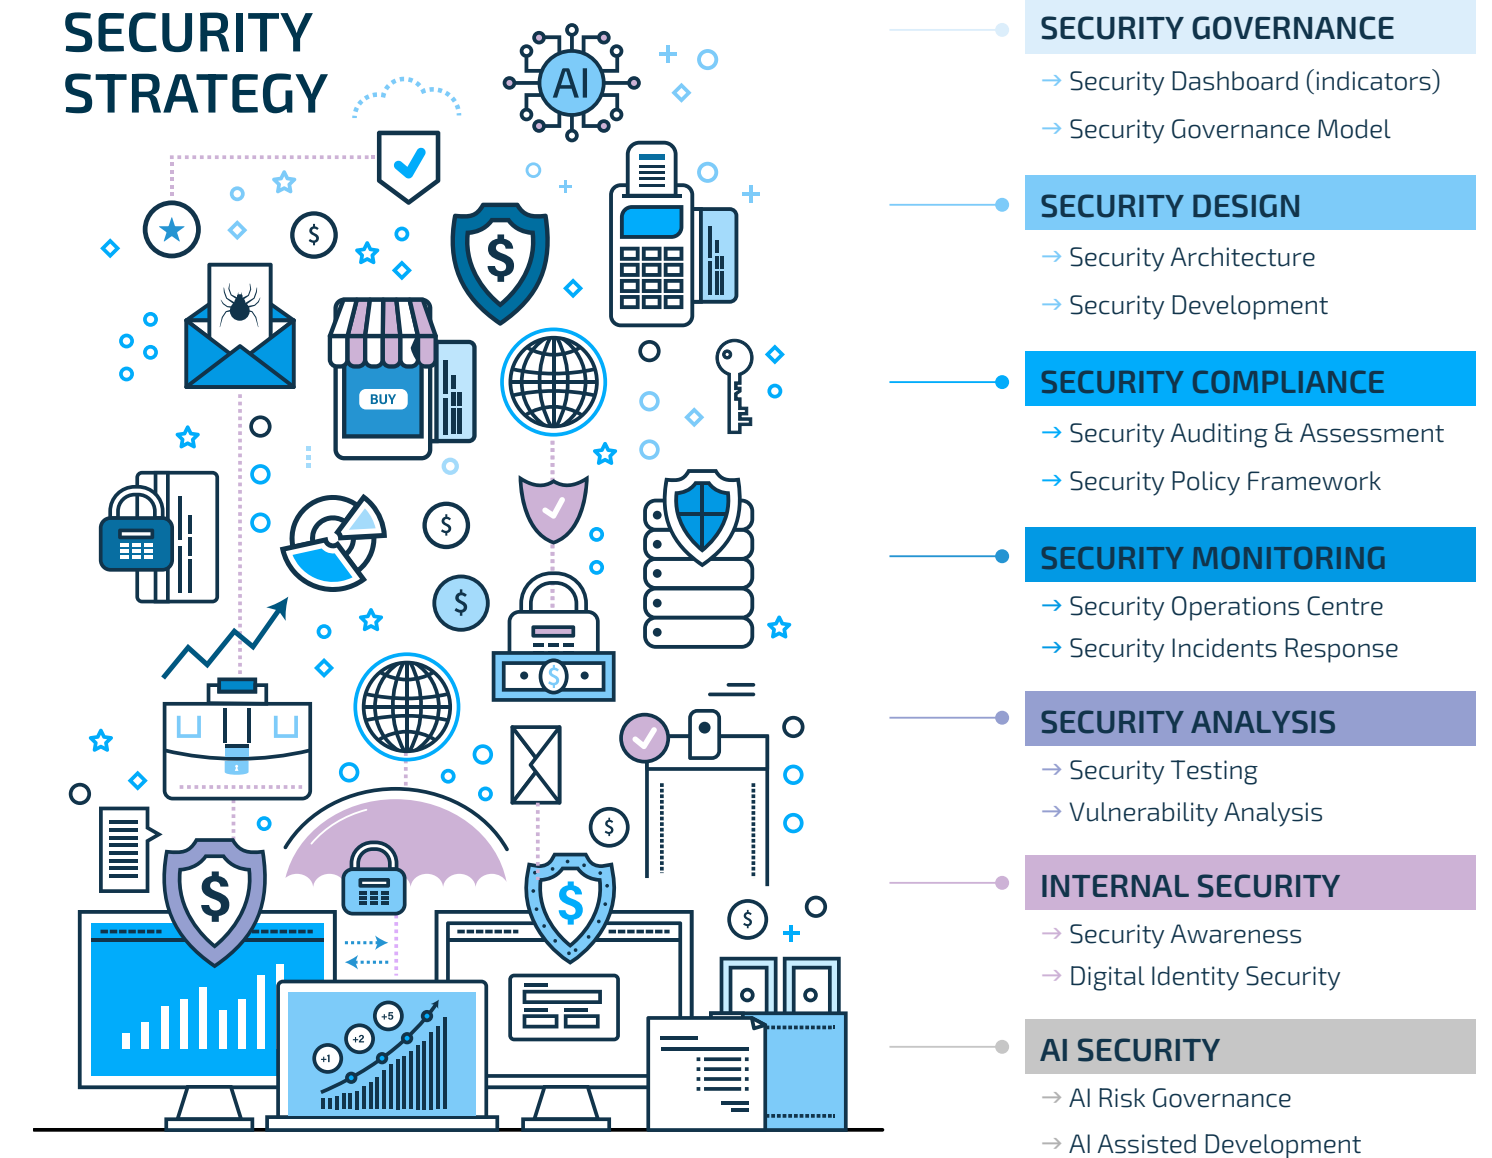 SECURITY
STRATEGY
AI
$
$
BUY
$
$
$
$
$
$
$
+5
+2
+1
SECURITY GOVERNANCE
→ Security Dashboard (indicators)
→ Security Governance Model
SECURITY DESIGN
→ Security Architecture
→ Security Development
SECURITY COMPLIANCE
→ Security Auditing & Assessment
→ Security Policy Framework
SECURITY MONITORING
→ Security Operations Centre
→ Security Incidents Response
SECURITY ANALYSIS
→ Security Testing
→ Vulnerability Analysis
INTERNAL SECURITY
→ Security Awareness
→ Digital Identity Security
AI SECURITY
→ AI Risk Governance
→ AI Assisted Development